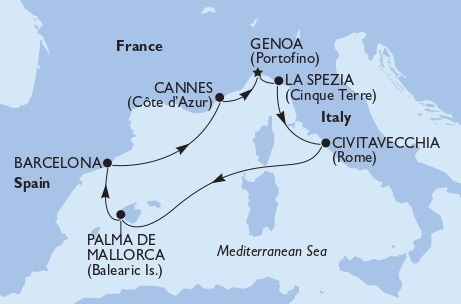 France
GENOA
(Portofino)
CANNES
(Côte d'Azur)
LA SPEZIA
(Cinque Terre)
Italy
CIVITAVECCHIA
(Rome)
BARCELONA
Spain
PALMA DE
MALLORCA
(Balearic Is.)
Mediterranean Sea